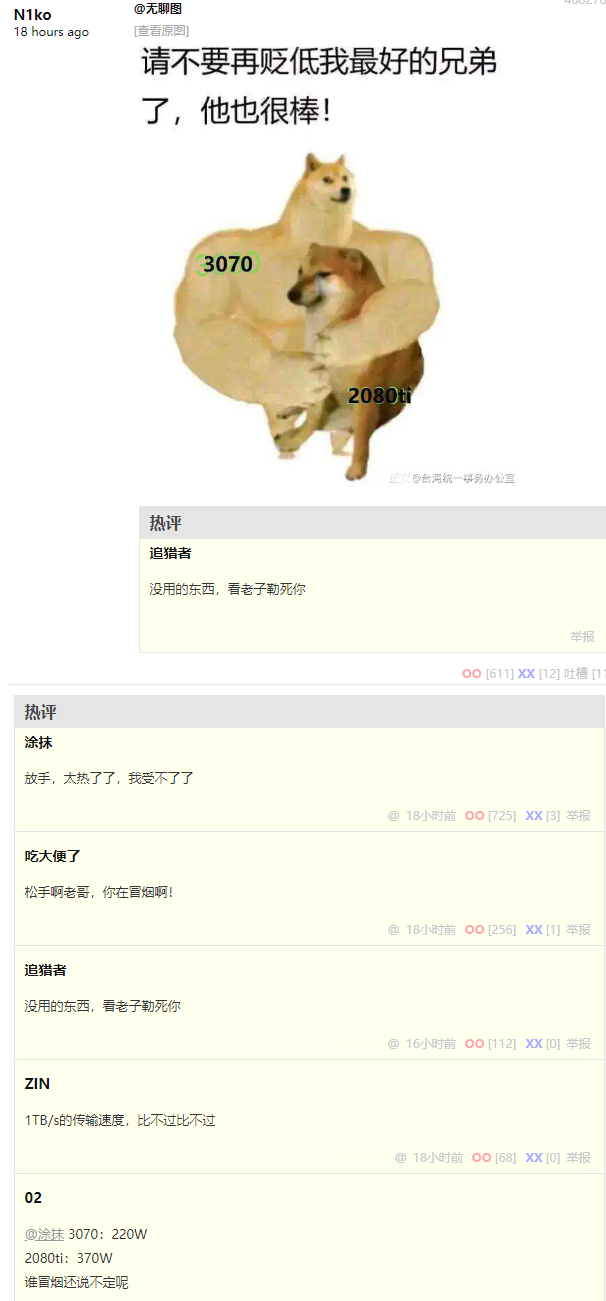 N1ko
18 hours ago
@无聊图
[查看原图]
请不要再贬低我最好的兄弟
了，他也很棒！
3070
2080ti
@台湾统一事务办公室
热评
追猎者
没用的东西，看老子勒死你
举报
OO [611] XX [12] 吐槽 [11
热评
涂抹
放手，太热了了，我受不了了
@ 18小时前 OO [725] XX [3] 举报
吃大便了
松手啊老哥，你在冒烟啊！
@ 18小时前 OO [256] XX [1] 举报
追猎者
没用的东西，看老子勒死你
@ 16小时前 OO [112] XX [0] 举报
ZIN
1TB/s的传输速度，比不过比不过
@ 18小时前 OO [68] XX [0] 举报
02
@涂抹 3070：220W
2080ti：370W
谁冒烟还说不定呢